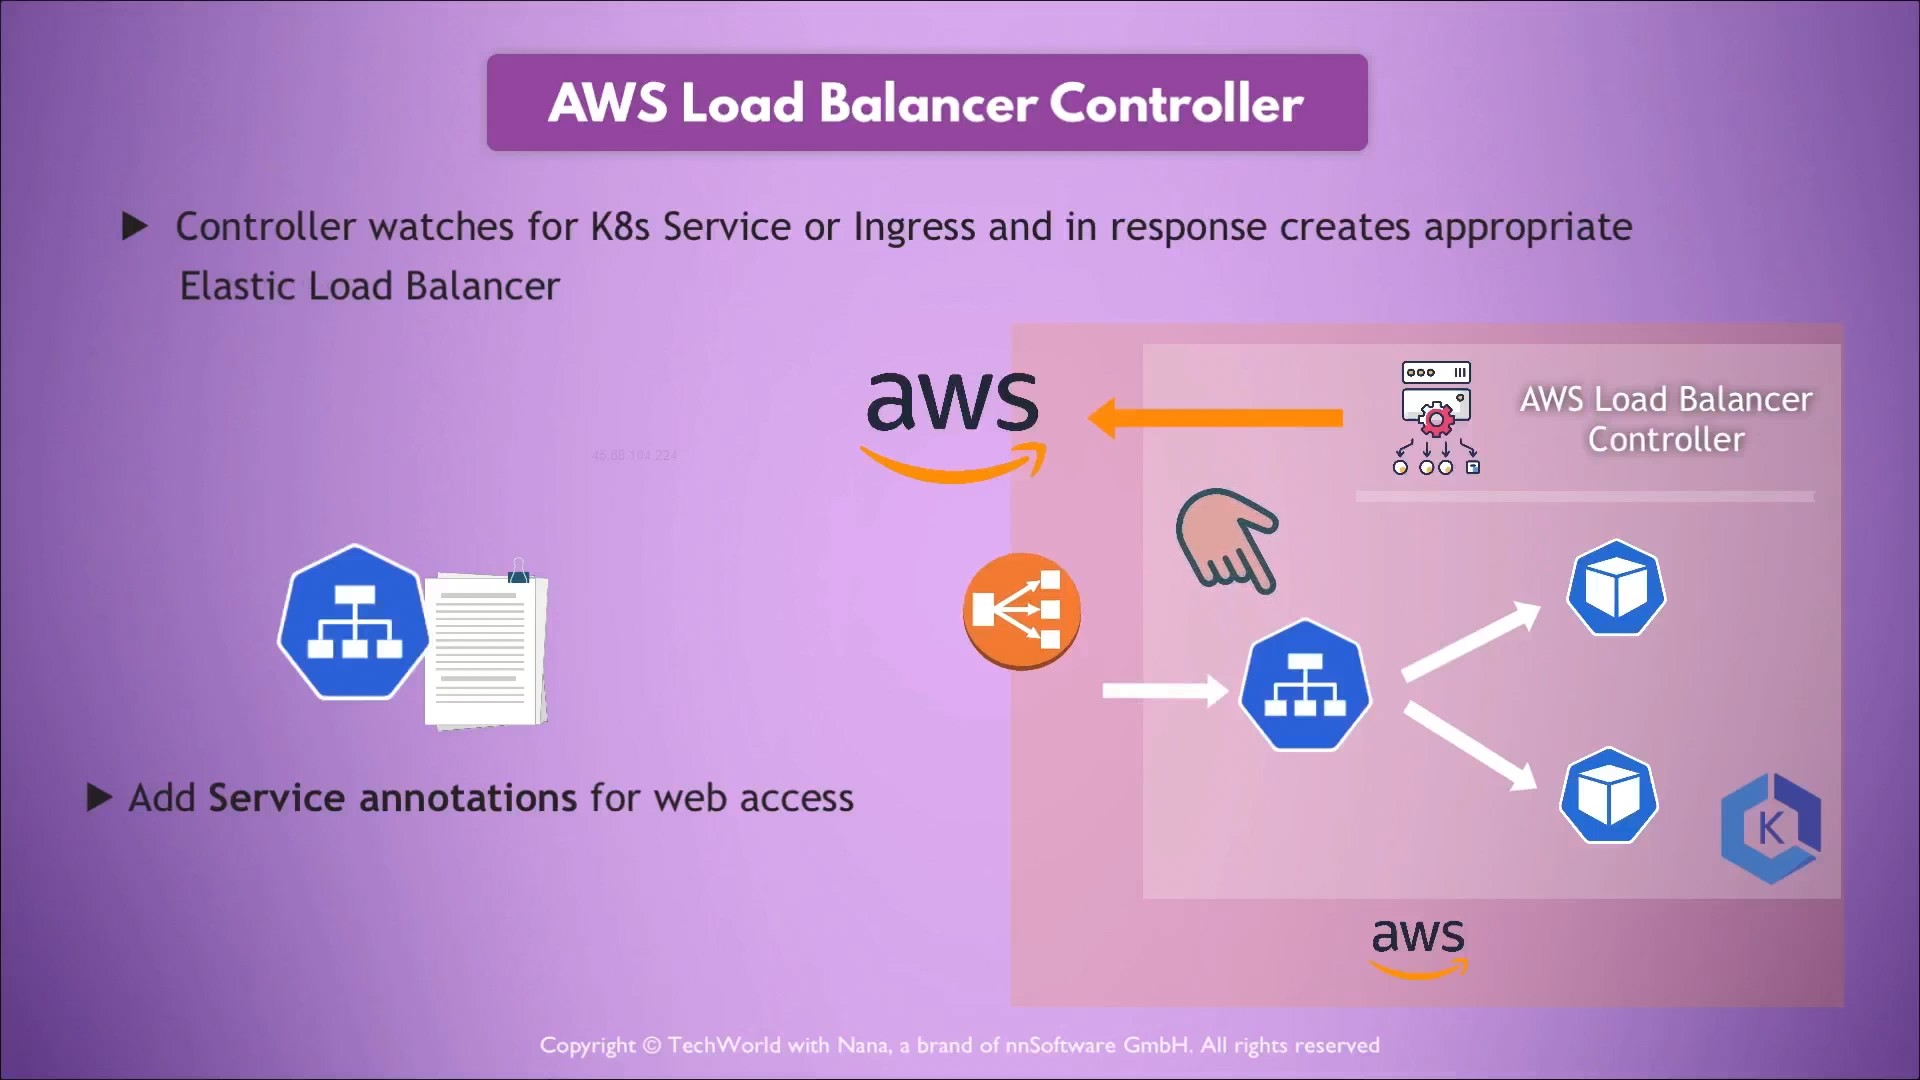 AWS Load Balancer Controller
Controller watches for K8s Service or Ingress and in response creates appropriate
Elastic Load Balancer
aws
AWS Load Balancer
Controller
Add Service annotations for web access
K
aws
Copyright © TechWorld with Nana, a brand of nnSoftware GmbH. All rights reserved